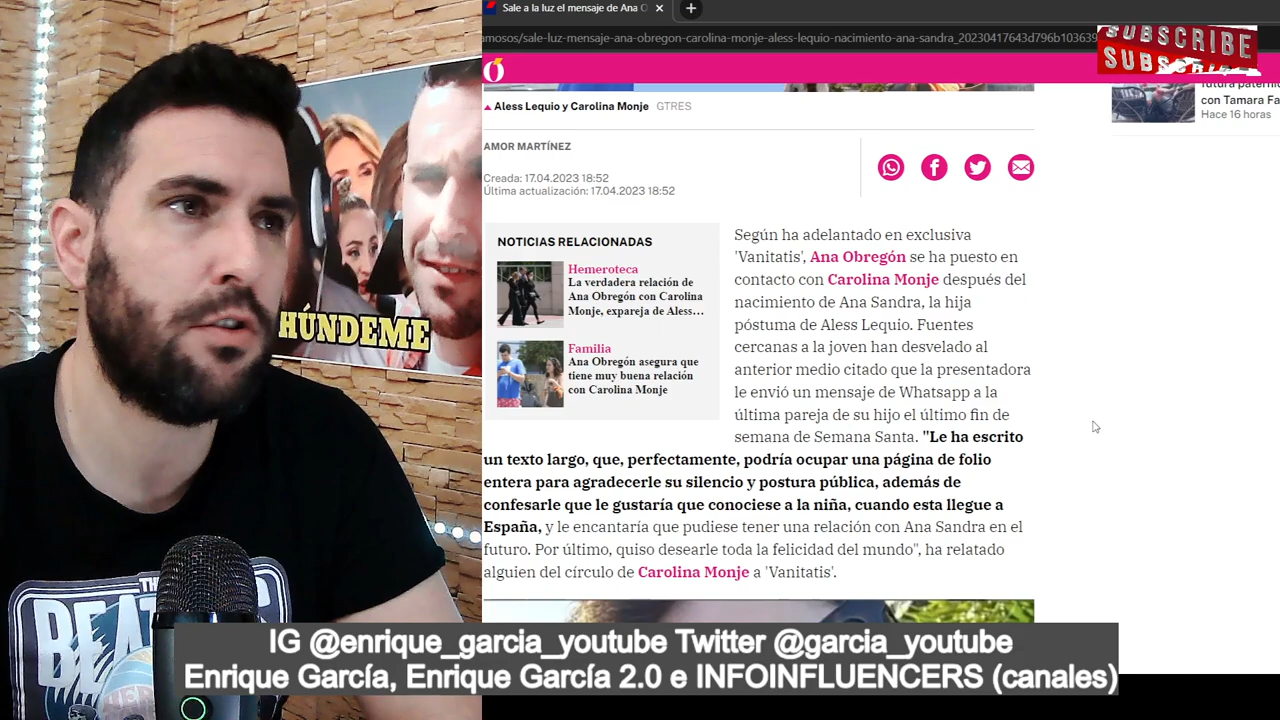 Sale a la luz el mensaje de Ana O
amosos/sale-luz-mensaje-ana-obregon-carolina-monje-aless-lequio-nacimiento-ana-sandra_20230417643d796b103639
SUBSCRIBE
Aless Lequio y Carolina Monje GTRES
con Tamara Fa
Hace 16 horas
AMOR MARTÍNEZ
Creada: 17.04.2023 18:52
Última actualización: 17.04.2023 18:52
NOTICIAS RELACIONADAS
Hemeroteca
La verdadera relación de
Ana Obregón con Carolina
Monje, expareja de Aless...
Familia
Ana Obregón asegura que
tiene muy buena relación
con Carolina Monje
Según ha adelantado en exclusiva
'Vanitatis', Ana Obregón se ha puesto en
contacto con Carolina Monje después del
nacimiento de Ana Sandra, la hija
póstuma de Aless Lequio. Fuentes
cercanas a la joven han desvelado al
anterior medio citado que la presentadora
le envió un mensaje de Whatsapp a la
última pareja de su hijo el último fin de
semana de Semana Santa. "Le ha escrito
un texto largo, que, perfectamente, podría ocupar una página de folio
entera para agradecerle su silencio y postura pública, además de
confesarle que le gustaría que conociese a la niña, cuando esta llegue a
España, y le encantaría que pudiese tener una relación con Ana Sandra en el
futuro. Por último, quiso desearle toda la felicidad del mundo", ha relatado
alguien del círculo de Carolina Monje a 'Vanitatis'.
HÚNDEME
THE
BEAT
IG @enrique_garcia_youtube Twitter @garcia_youtube
Enrique García, Enrique García 2.0 e INFOINFLUENCERS (canales)